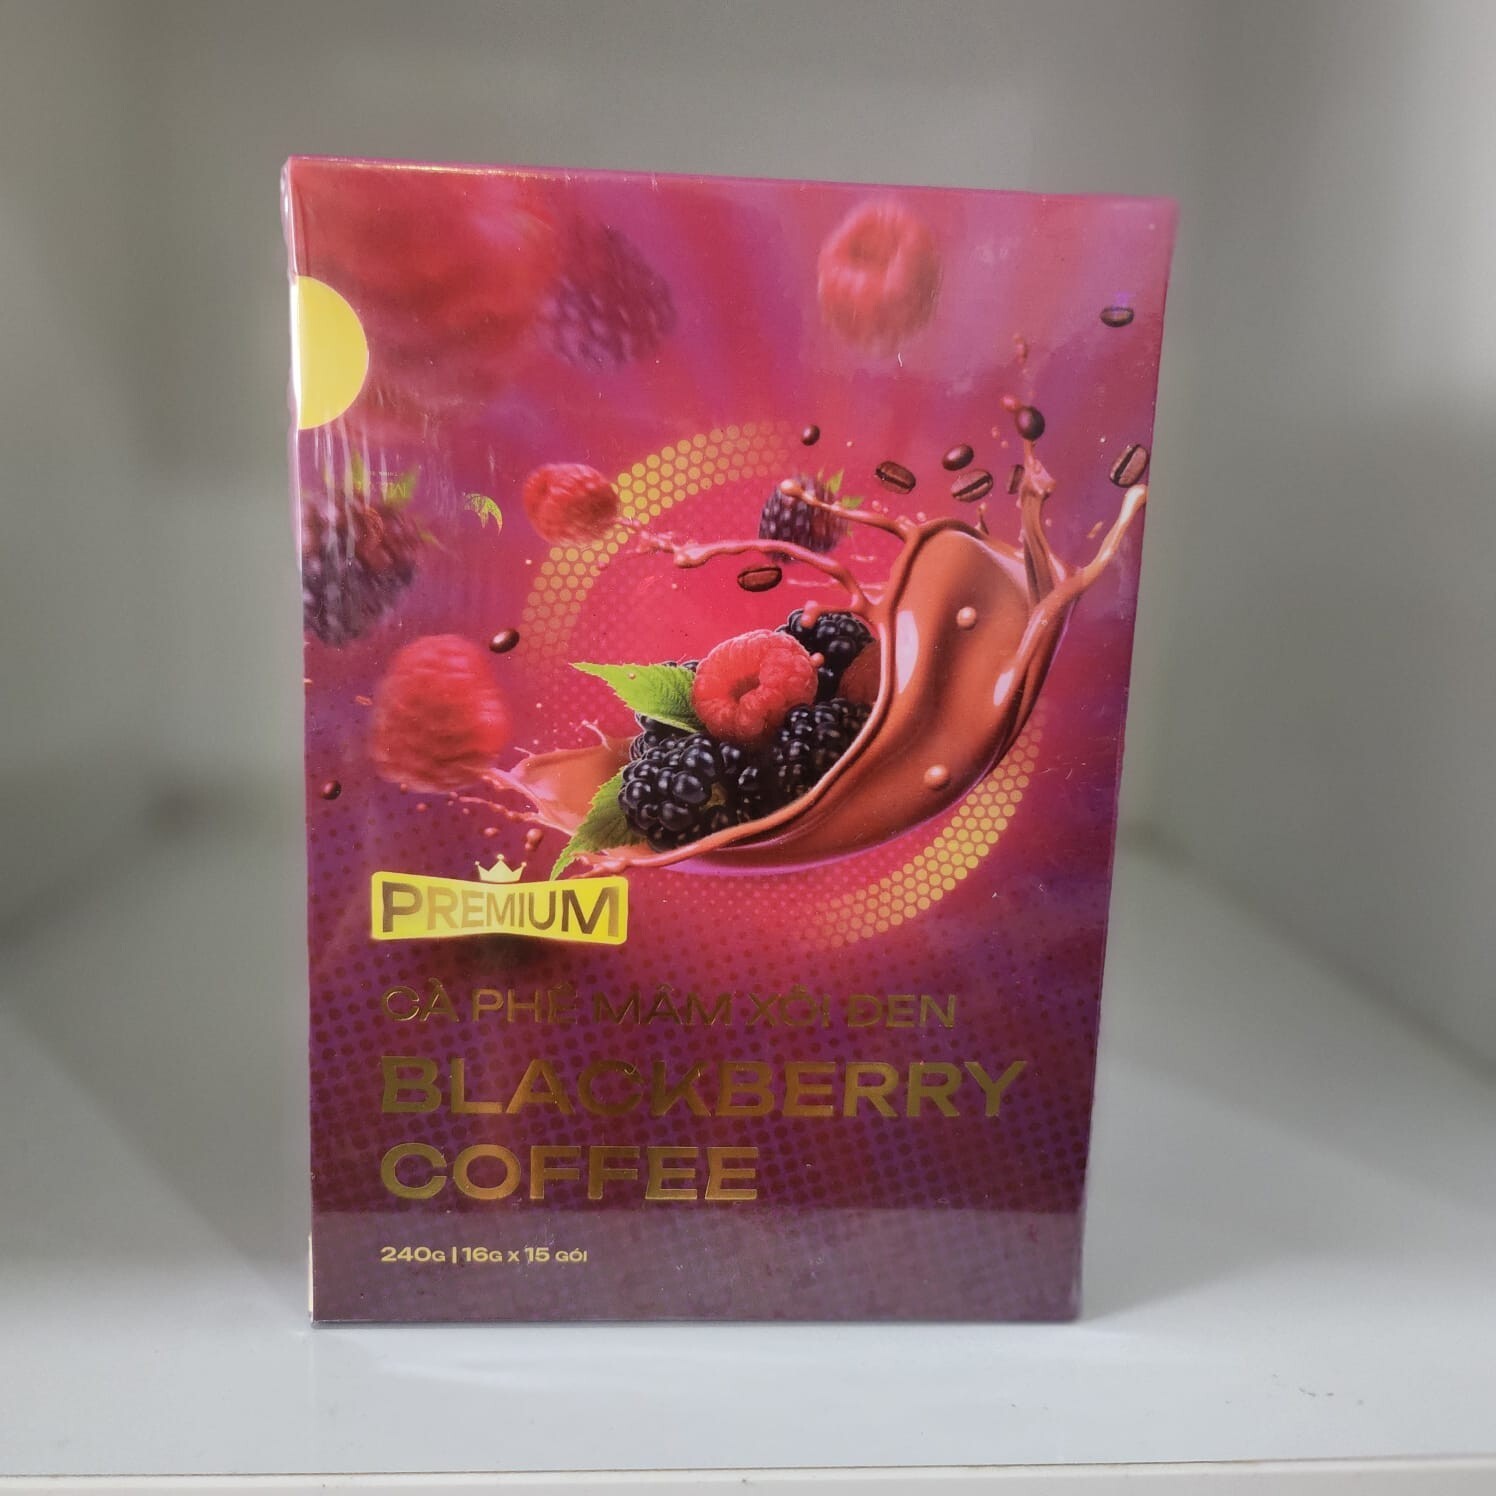 PREMIUM
CÀ PHÊ MÂM XÔI ĐEN
BLACKBERRY
COFFEE
240G | 16G X 15 GÓI